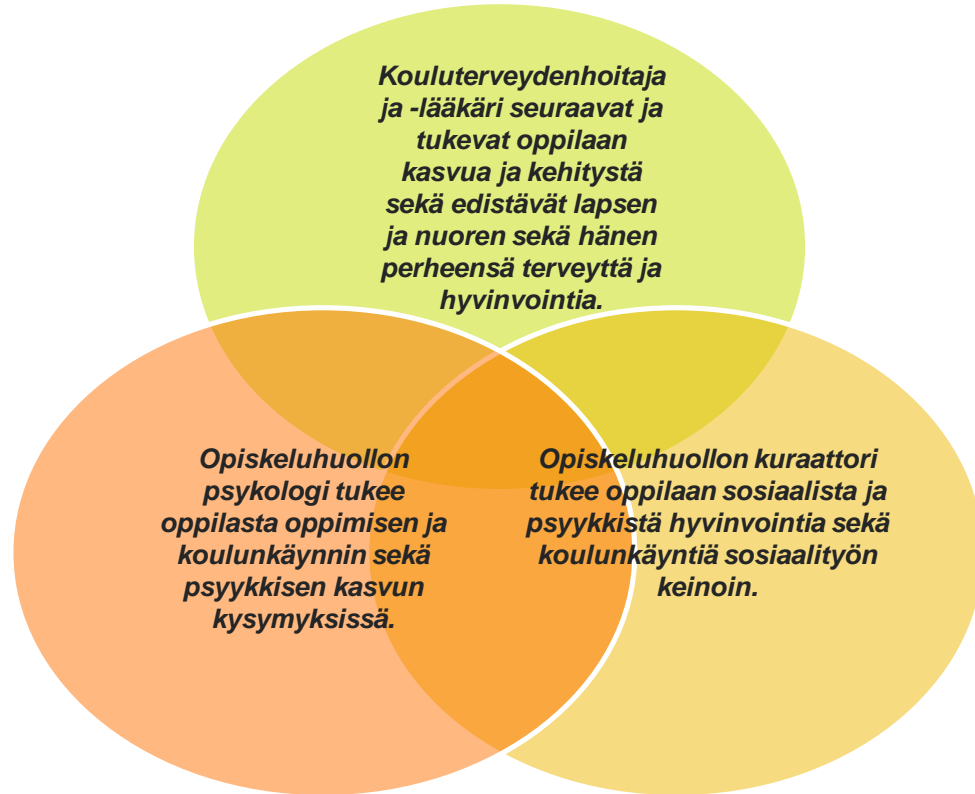 Kouluterveydenhoitaja
ja -lääkäri seuraavat ja
tukevat oppilaan
kasvua ja kehitystä
sekä edistävät lapsen
ja nuoren sekä hänen
perheensä terveyttä ja
hyvinvointia.
Opiskeluhuollon
psykologi tukee
oppilasta oppimisen ja
koulunkäynnin sekä
psyykkisen kasvun
kysymyksissä.
Opiskeluhuollon kuraattori
tukee oppilaan sosiaalista ja
psyykkistä hyvinvointia sekä
koulunkäyntiä sosiaalityön
keinoin.